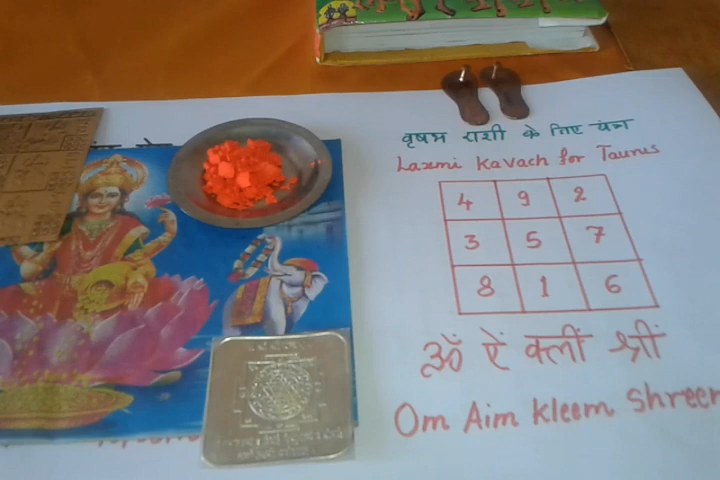 वृषभ राशी के लिए यंत्र
Laxmi Kavach for Taurus
4 9 2
3 5 7
8 1 6
ॐ ऐं क्लीं श्रीं
Om Aim Kleem Shreem